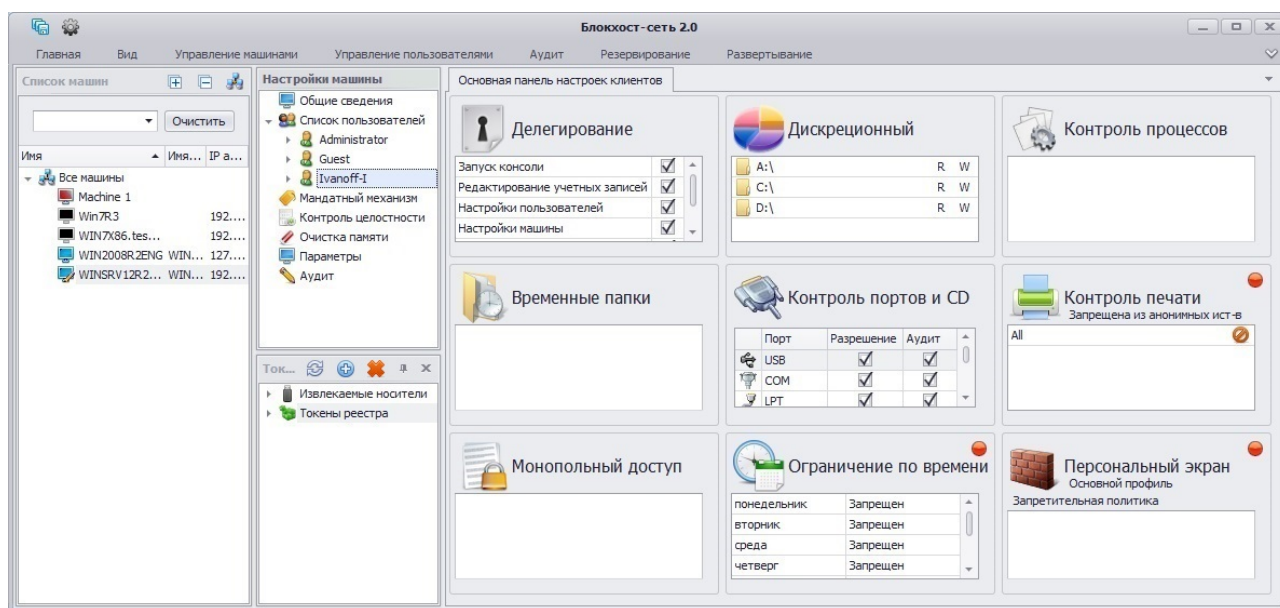 Блокхост-сеть 2.0
Главная Вид Управление машинами Управление пользователями Аудит Резервирование Развертывание
Список машин
Очистить
Имя Имя... IP а...
Все машины
Machine 1
Win7R3 192....
WIN7X86.tes... 192....
WIN2008R2ENG WIN... 127....
WINSRV12R2... WIN... 192....
Настройки машины
Общие сведения
Список пользователей
Administrator
Guest
Ivanoff-I
Мандатный механизм
Контроль целостности
Очистка памяти
Параметры
Аудит
Ток...
Извлекаемые носители
Токены реестра
Основная панель настроек клиентов
Делегирование
Запуск консоли
Редактирование учетных записей
Настройки пользователей
Настройки машины
Дискреционный
A:\ R W
C:\ R W
D:\ R W
Контроль процессов
Временные папки
Контроль портов и CD
Порт Разрешение Аудит
USB
COM
LPT
Контроль печати
Запрещена из анонимных ист-в
All
Монопольный доступ
Ограничение по времени
понедельник Запрещен
вторник Запрещен
среда Запрещен
четверг Запрещен
Персональный экран
Основной профиль
Запретительная политика